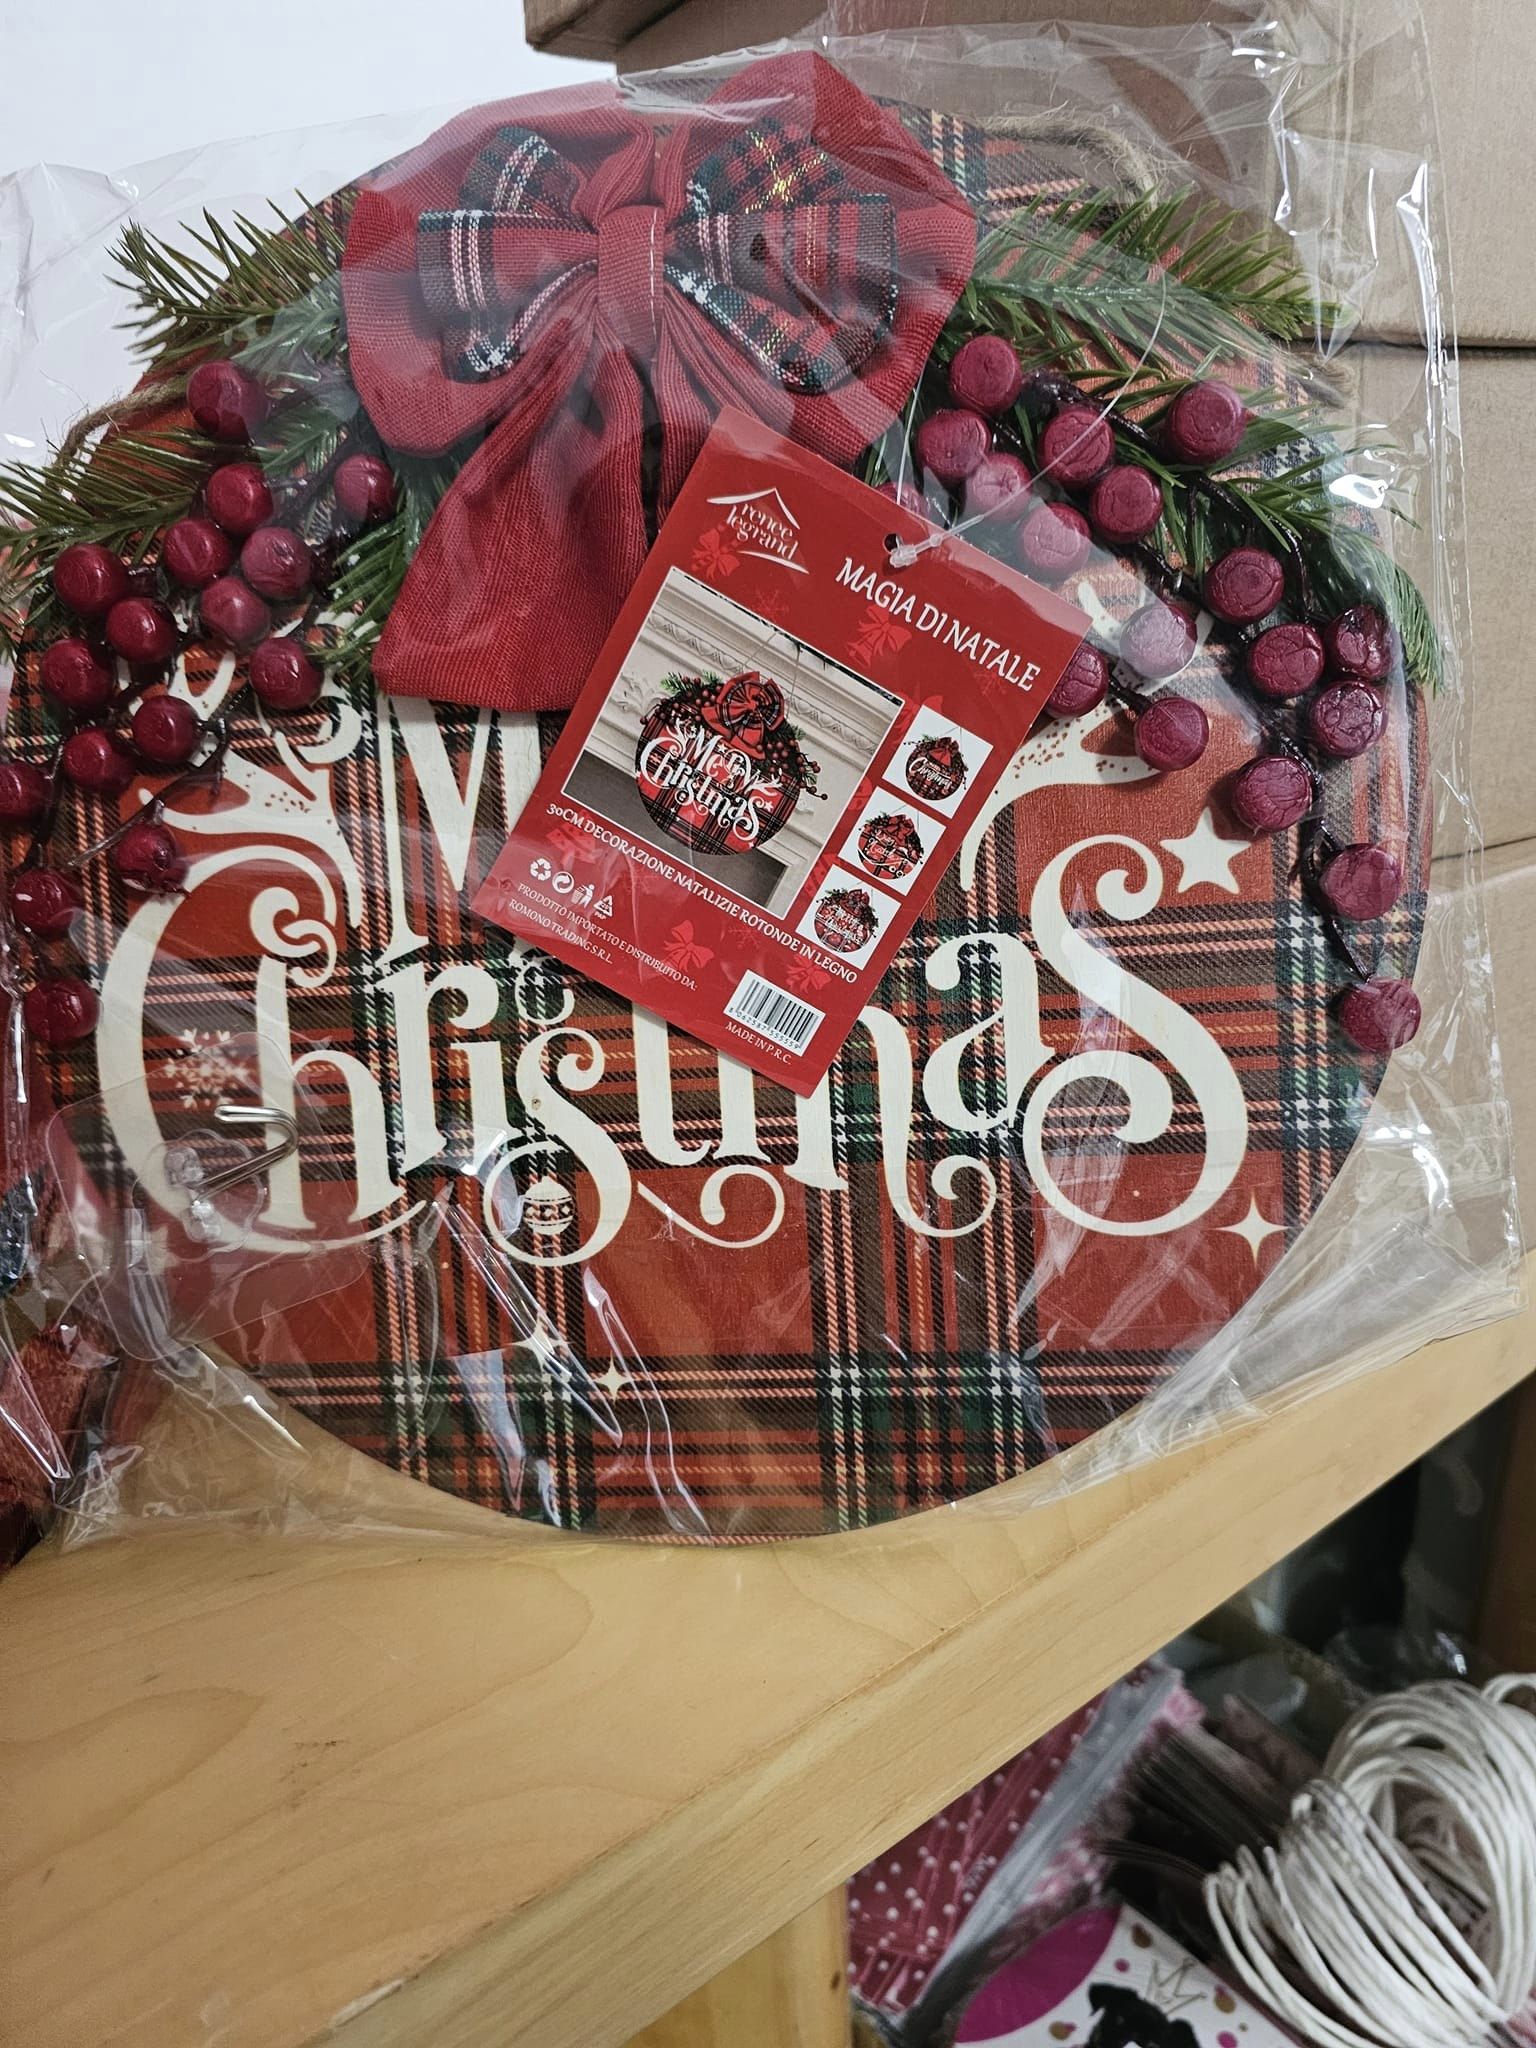 Christmas
renee
legrand
MAGIA DI NATALE
Merry
Christmas
30CM DECORAZIONE NATALIZIE ROTONDE IN LEGNO
PAP
PRODOTTO IMPORTATO E DISTRIBUITO DA:
ROMONO TRADING S.R.L.
MADE IN P.R.C.